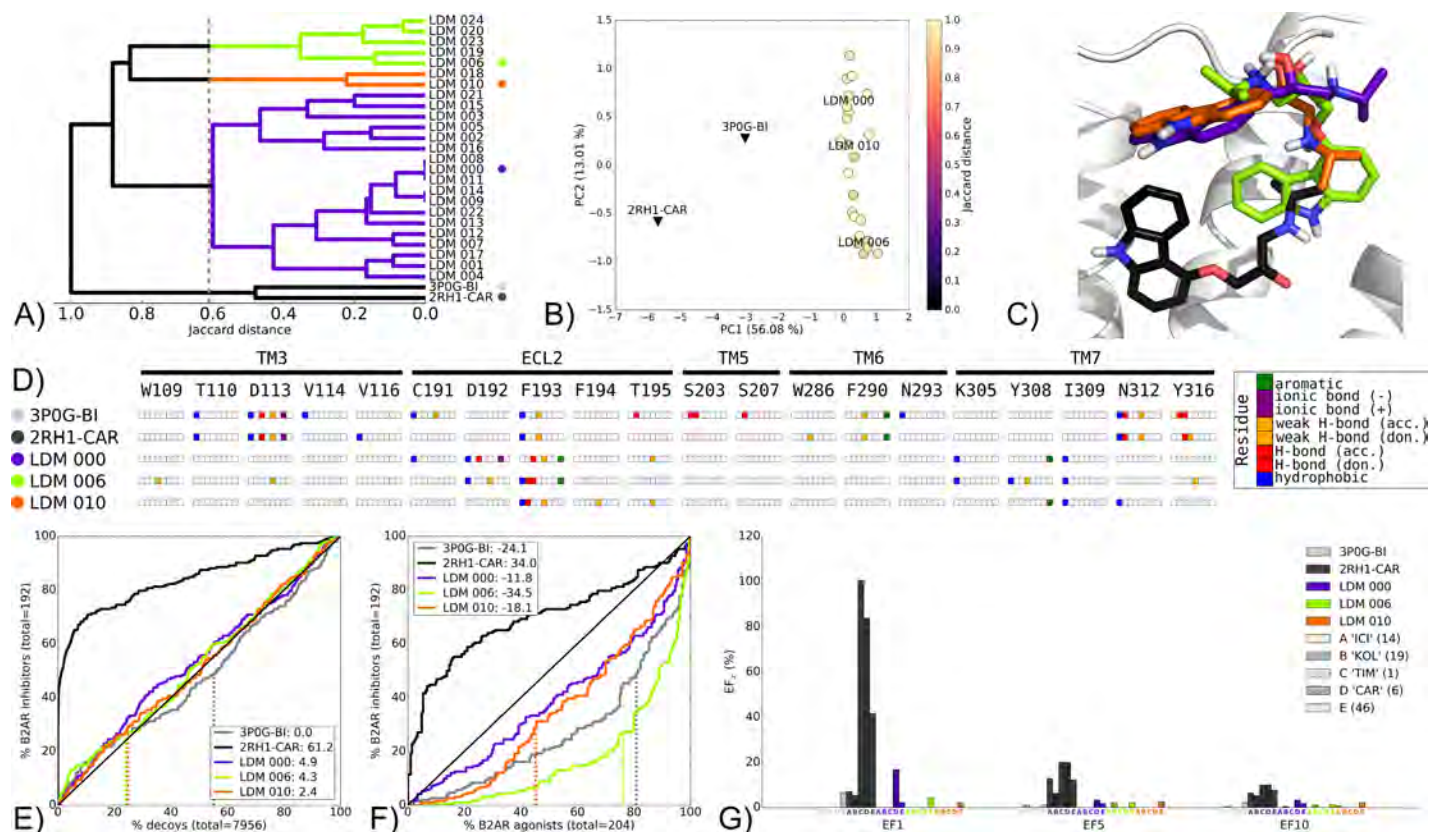 LDM 024
LDM 020
LDM 023
LDM 019
LDM 006
LDM 018
LDM 010
LDM 021
LDM 015
LDM 003
LDM 005
LDM 002
LDM 016
LDM 008
LDM 000
LDM 011
LDM 014
LDM 009
LDM 022
LDM 013
LDM 012
LDM 007
LDM 017
LDM 001
LDM 004
3P0G-BI
2RH1-CAR
1.0 0.8 0.6 0.4 0.2 0.0
Jaccard distance
A)
1.5
1.0
0.5
0.0
−0.5
−1.0
−1.5
PC2 (13.01 %)
LDM 000
3P0G-BI
LDM 010
2RH1-CAR
LDM 006
−7 −6 −5 −4 −3 −2 −1 0 1 2
PC1 (56.08 %)
B)
1.0
0.9
0.8
0.7
0.6
0.5
0.4
0.3
0.2
0.1
0.0
Jaccard distance
C)
D)
TM3 ECL2 TM5 TM6 TM7
W109 T110 D113 V114 V116 C191 D192 F193 F194 T195 S203 S207 W286 F290 N293 K305 Y308 I309 N312 Y316
3P0G-BI
2RH1-CAR
LDM 000
LDM 006
LDM 010
Residue
aromatic
ionic bond (-)
ionic bond (+)
weak H-bond (acc.)
weak H-bond (don.)
H-bond (acc.)
H-bond (don.)
hydrophobic
100
80
60
40
20
0
% B2AR inhibitors (total=192)
3P0G-BI: 0.0
2RH1-CAR: 61.2
LDM 000: 4.9
LDM 006: 4.3
LDM 010: 2.4
0 20 40 60 80 100
% decoys (total=7956)
E)
100
80
60
40
20
0
% B2AR inhibitors (total=192)
3P0G-BI: -24.1
2RH1-CAR: 34.0
LDM 000: -11.8
LDM 006: -34.5
LDM 010: -18.1
0 20 40 60 80 100
% B2AR agonists (total=204)
F)
120
100
80
60
40
20
0
EFx (%)
3P0G-BI
2RH1-CAR
LDM 000
LDM 006
LDM 010
A 'ICI' (14)
B 'KOL' (19)
C 'TIM' (1)
D 'CAR' (6)
E (46)
ABCDEABCDEABCDEABCDEABCDE ABCDEABCDEABCDEABCDEABCDE ABCDEABCDEABCDEABCDEABCDE
EF1 EF5 EF10
G)